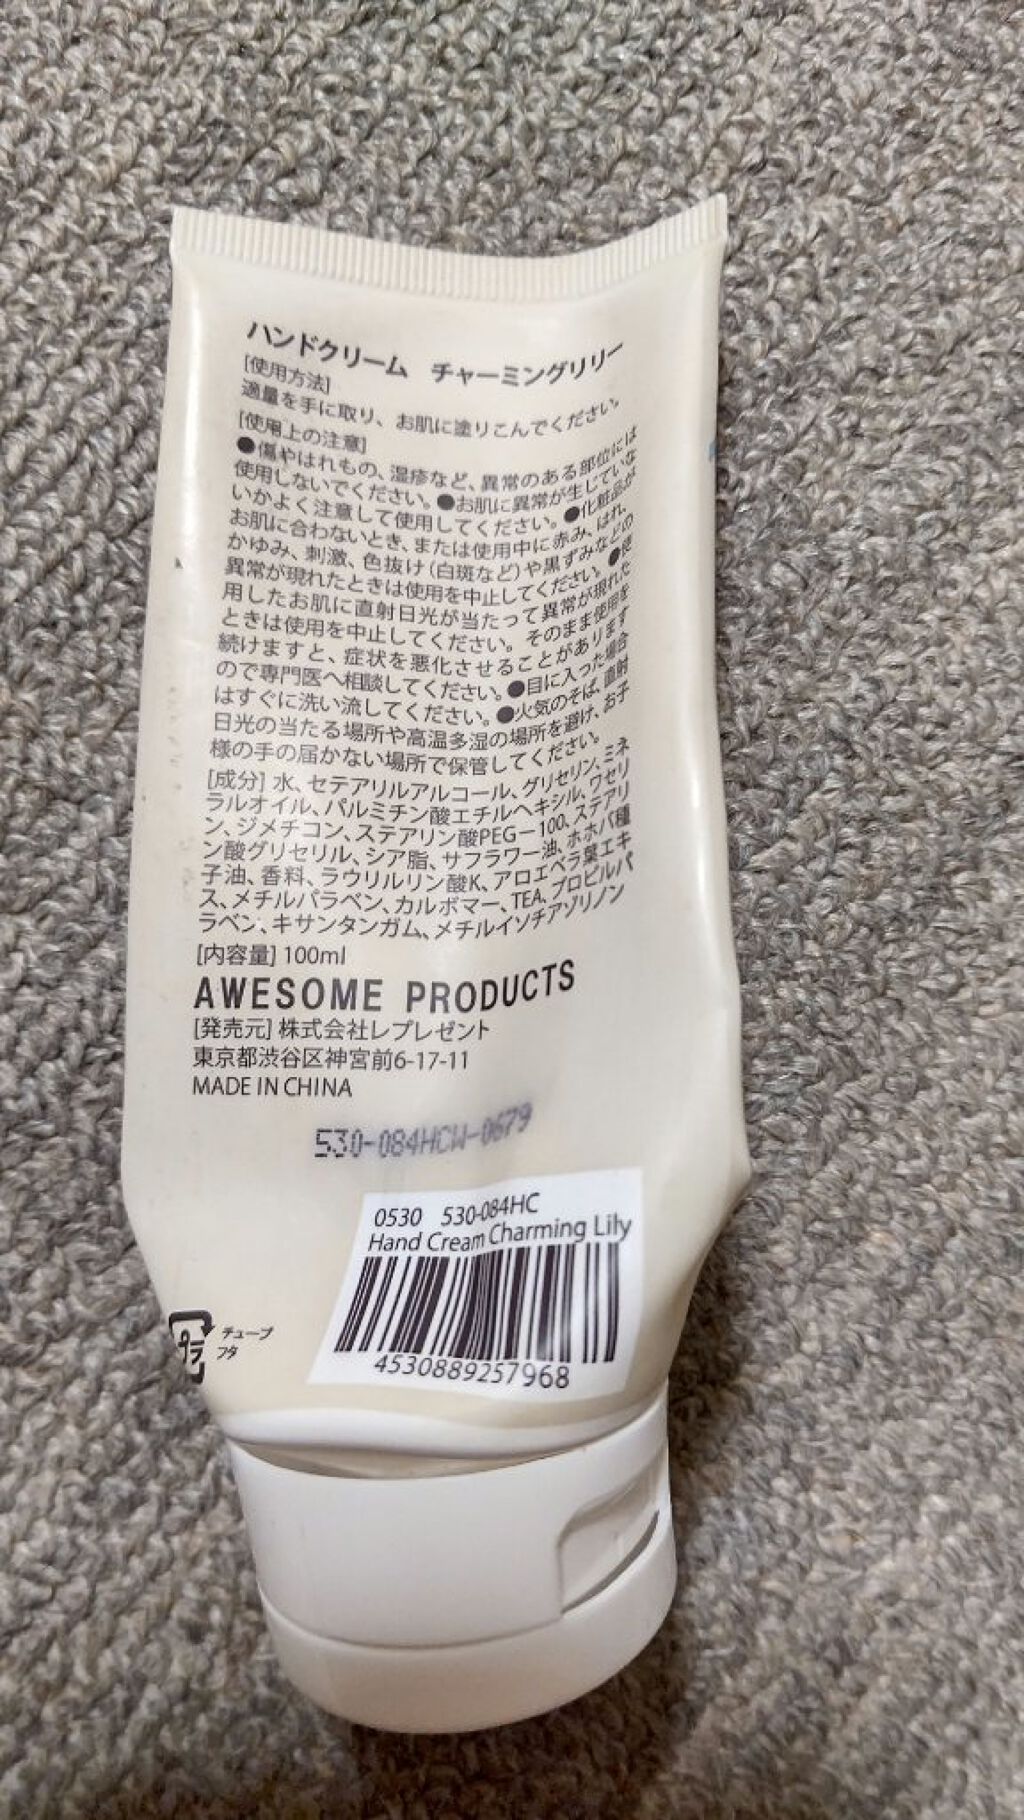 ハンドクリーム　チャーミングリリー
[使用方法]
適量を手に取り、お肌に塗りこんでください。
[使用上の注意]
●傷やはれもの、湿疹など、異常のある部位には
使用しないでください。●お肌に異常が生じていな
いかよく注意して使用してください。●化粧品が
お肌に合わないとき、または使用中に赤み、はれ、
かゆみ、刺激、色抜け(白斑など)や黒ずみなどの
異常が現れたときは使用を中止してください。●使
用したお肌に直射日光が当たって異常が現れた
ときは使用を中止してください。そのまま使用を
続けますと、症状を悪化させることがあります
ので専門医へ相談してください。●目に入った場合
はすぐに洗い流してください。●火気のそば、直射
日光の当たる場所や高温多湿の場所を避け、お子
様の手の届かない場所で保管してください。
[成分] 水、セテアリルアルコール、グリセリン、ミネ
ラルオイル、パルミチン酸エチルヘキシル、ワセリ
ン、ジメチコン、ステアリン酸PEG－100、ステアリ
ン酸グリセリル、シア脂、サフラワー油、ホホバ種
子油、香料、ラウリルリン酸K、アロエベラ葉エキ
ス、メチルパラベン、カルボマー、TEA、プロピルパ
ラベン、キサンタンガム、メチルイソチアゾリノン
[内容量] 100ml
AWESOME PRODUCTS
[発売元] 株式会社レプレゼント
東京都渋谷区神宮前6-17-11
MADE IN CHINA
530-084HCW-0679
0530 530-084HC
Hand Cream Charming Lily
4530889257968
プラ
チューブ
フタ